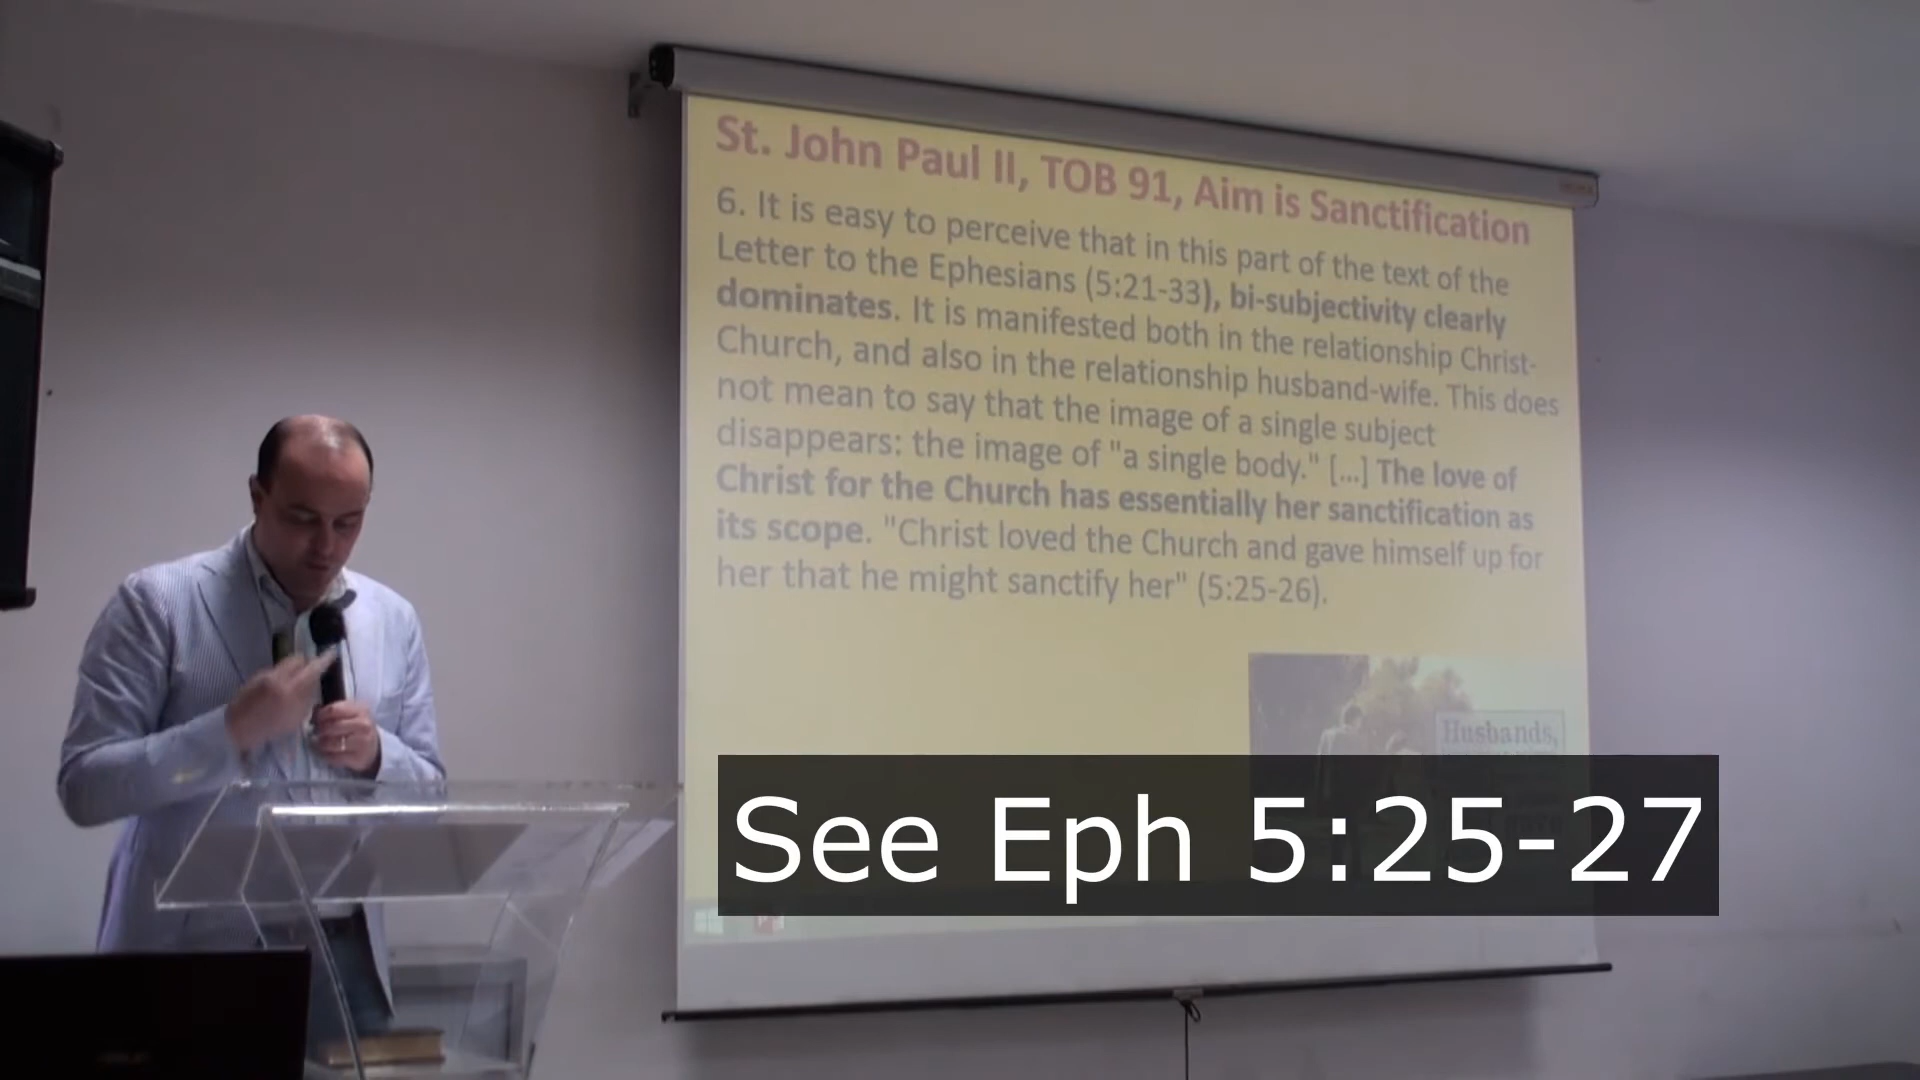 St. John Paul II, TOB 91, Aim is Sanctification
6. It is easy to perceive that in this part of the text of the
Letter to the Ephesians (5:21-33), bi-subjectivity clearly
dominates. It is manifested both in the relationship Christ-
Church, and also in the relationship husband-wife. This does
not mean to say that the image of a single subject
disappears: the image of "a single body." [...] The love of
Christ for the Church has essentially her sanctification as
its scope. "Christ loved the Church and gave himself up for
her that he might sanctify her" (5:25-26).
Husbands,
See Eph 5:25-27